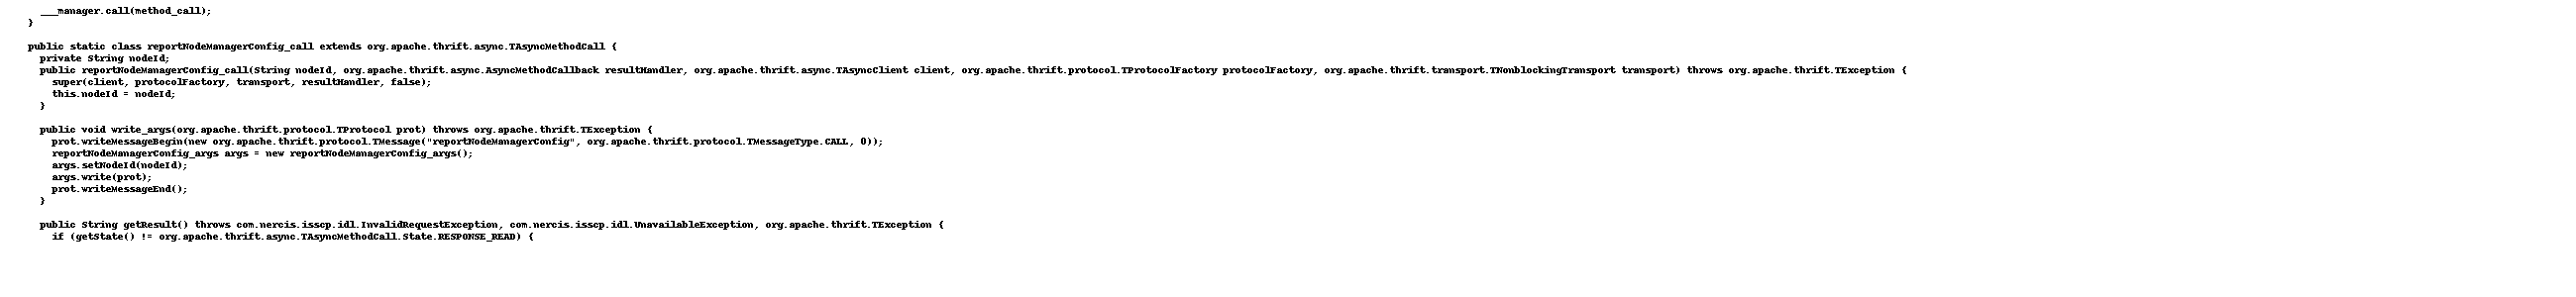 ___manager.call(method_call);
}
public static class reportNodeManagerConfig_call extends org.apache.thrift.async.TAsyncMethodCall {
private String nodeId;
public reportNodeManagerConfig_call(String nodeId, org.apache.thrift.async.AsyncMethodCallback resultHandler, org.apache.thrift.async.TAsyncClient client, org.apache.thrift.protocol.TProtocolFactory protocolFactory, org.apache.thrift.transport.TNonblockingTransport transport) throws org.apache.thrift.TException {
super(client, protocolFactory, transport, resultHandler, false);
this.nodeId = nodeId;
}
public void write_args(org.apache.thrift.protocol.TProtocol prot) throws org.apache.thrift.TException {
prot.writeMessageBegin(new org.apache.thrift.protocol.TMessage("reportNodeManagerConfig", org.apache.thrift.protocol.TMessageType.CALL, 0));
reportNodeManagerConfig_args args = new reportNodeManagerConfig_args();
args.setNodeId(nodeId);
args.write(prot);
prot.writeMessageEnd();
}
public String getResult() throws com.nercis.isscp.idl.InvalidRequestException, com.nercis.isscp.idl.UnavailableException, org.apache.thrift.TException {
if (getState() != org.apache.thrift.async.TAsyncMethodCall.State.RESPONSE_READ) {